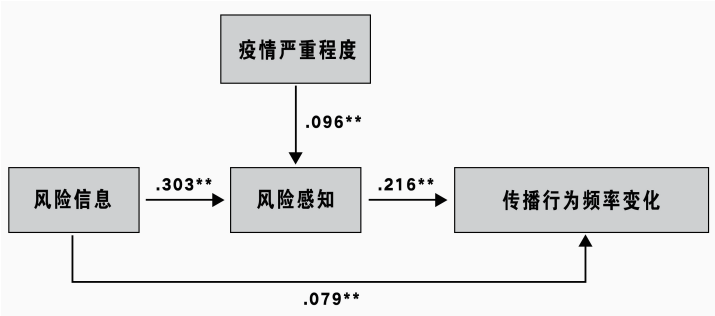 疫情严重程度
.096**
风险信息
.303**
风险感知
.216**
传播行为频率变化
.079**